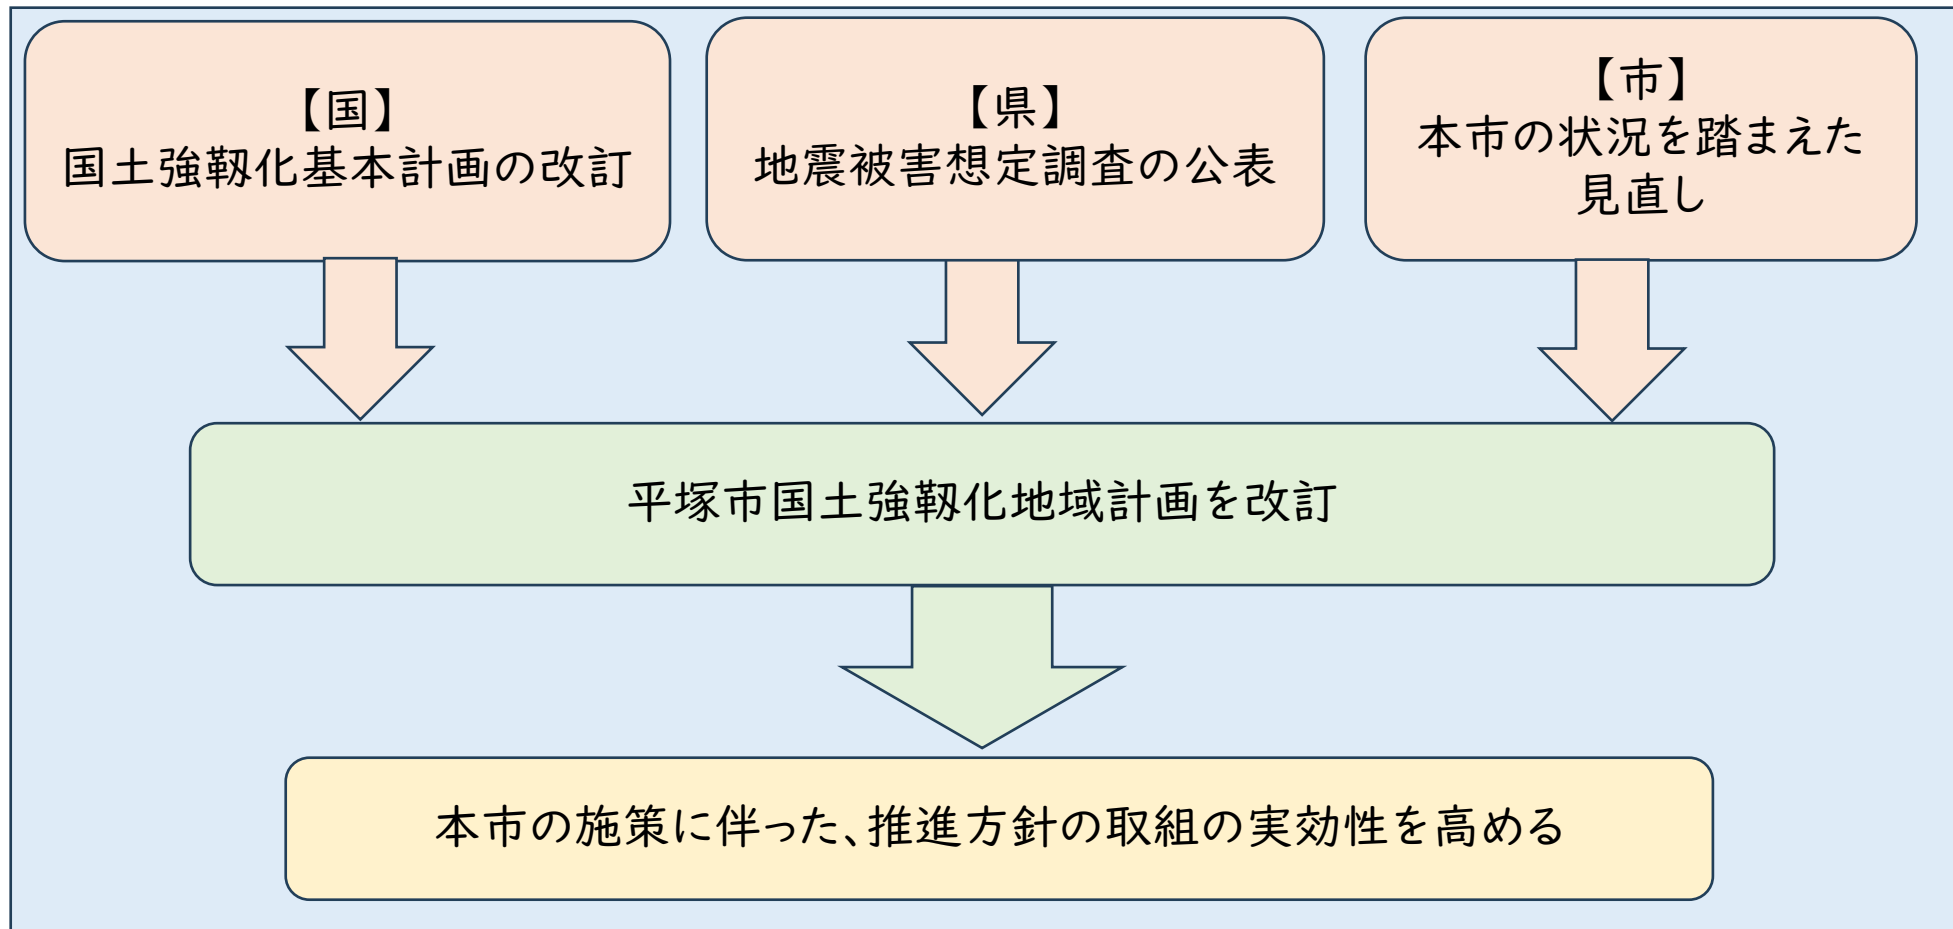 【国】
国土強靱化基本計画の改訂
【県】
地震被害想定調査の公表
【市】
本市の状況を踏まえた
見直し
平塚市国土強靱化地域計画を改訂
本市の施策に伴った、推進方針の取組の実効性を高める